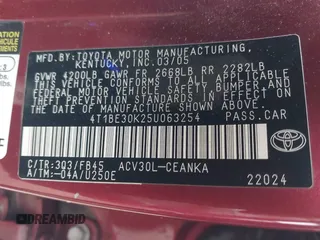 MFD.BY:TOYOTA MOTOR MANUFACTURING,
KENTUCKY,INC.03/05
GVWR 4200LB GAWR FR 2668LB RR 2282LB
THIS VEHICLE CONFORMS TO ALL APPLICABLE
FEDERAL MOTOR VEHICLE SAFETY, BUMPER, AND
THEFT PREVENTION STANDARDS IN EFFECT ON
THE DATE OF MANUFACTURE SHOWN ABOVE.
4T1BE30K25U063254 PASS.CAR
C/TR:3Q3/FB45 ACV30L-CEANKA
A/TM:-04A/U250E
TOYOTA
22024